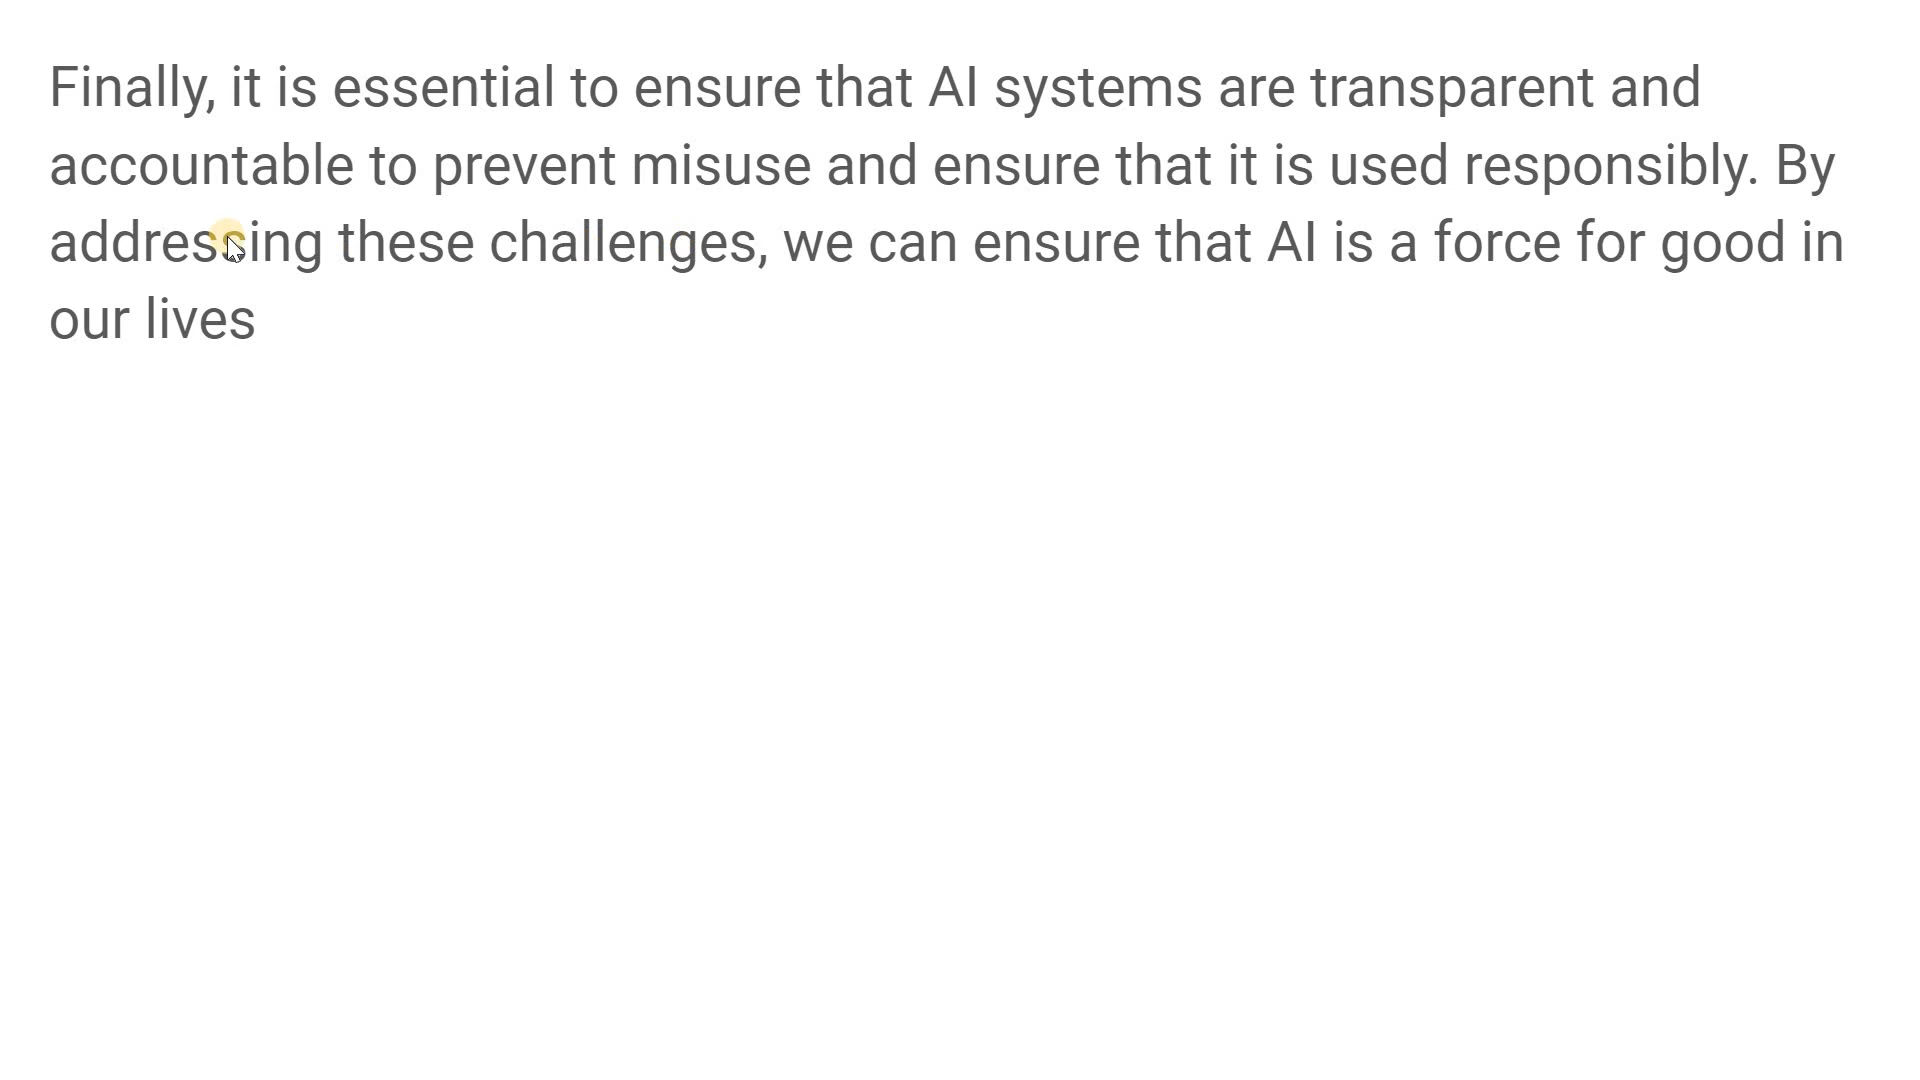 Finally, it is essential to ensure that AI systems are transparent and
accountable to prevent misuse and ensure that it is used responsibly. By
addressing these challenges, we can ensure that AI is a force for good in
our lives